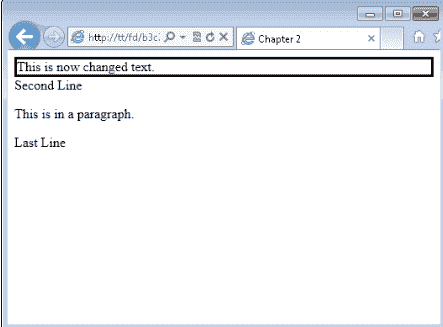 http://tt/fd/b3c
Chapter 2
This is now changed text.
Second Line
This is in a paragraph.
Last Line